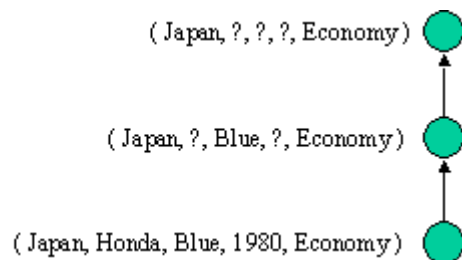 ( Japan, ?, ?, ?, Economy )
( Japan, ?, Blue, ?, Economy )
( Japan, Honda, Blue, 1980, Economy )